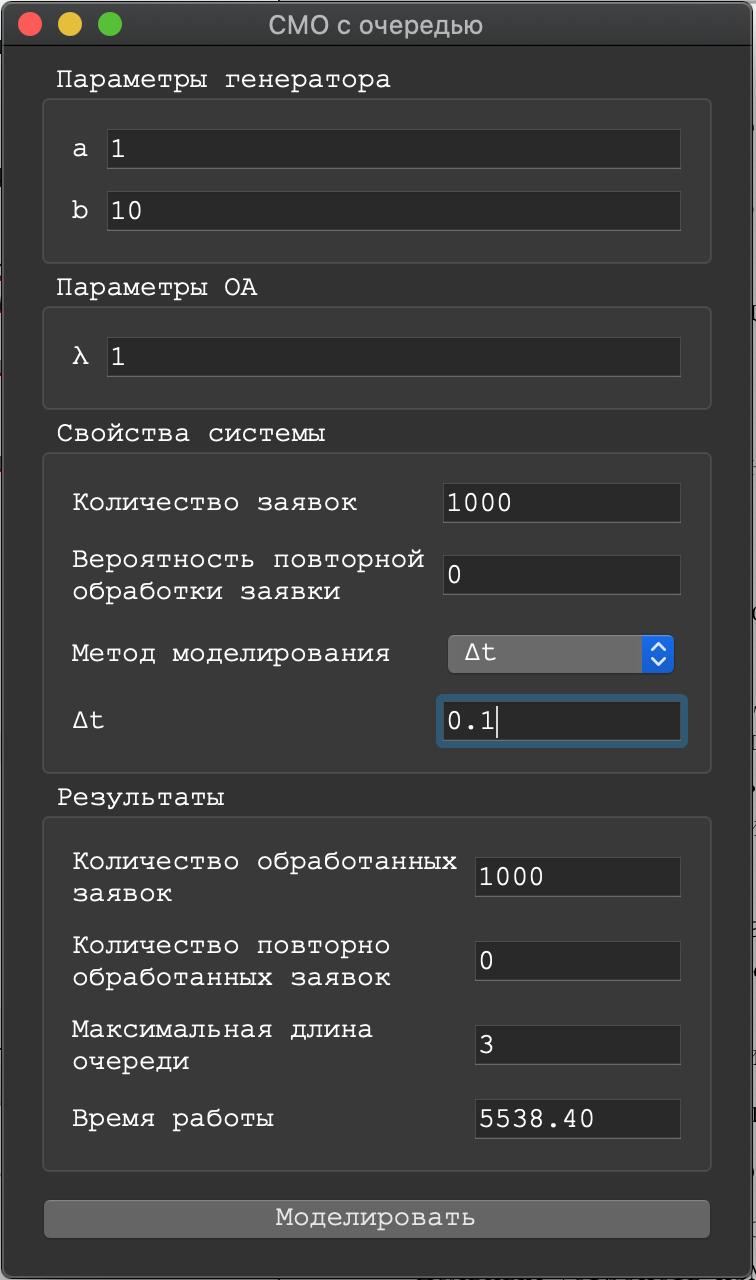 СМО с очередью
Параметры генератора
a 1
b 10
Параметры ОА
λ 1
Свойства системы
Количество заявок 1000
Вероятность повторной
обработки заявки 0
Метод моделирования Δt
Δt 0.1
Результаты
Количество обработанных
заявок 1000
Количество повторно
обработанных заявок 0
Максимальная длина
очереди 3
Время работы 5538.40
Моделировать